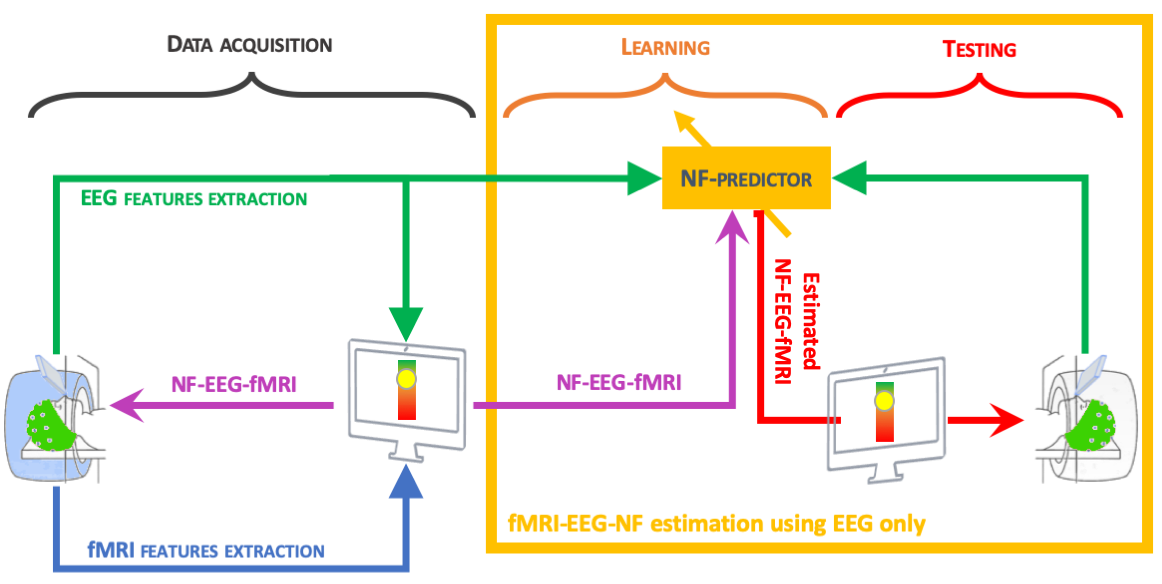 DATA ACQUISITION
LEARNING
TESTING
NF-PREDICTOR
EEG FEATURES EXTRACTION
Estimated
NF-EEG-fMRI
NF-EEG-fMRI
NF-EEG-fMRI
fMRI-EEG-NF estimation using EEG only
fMRI FEATURES EXTRACTION